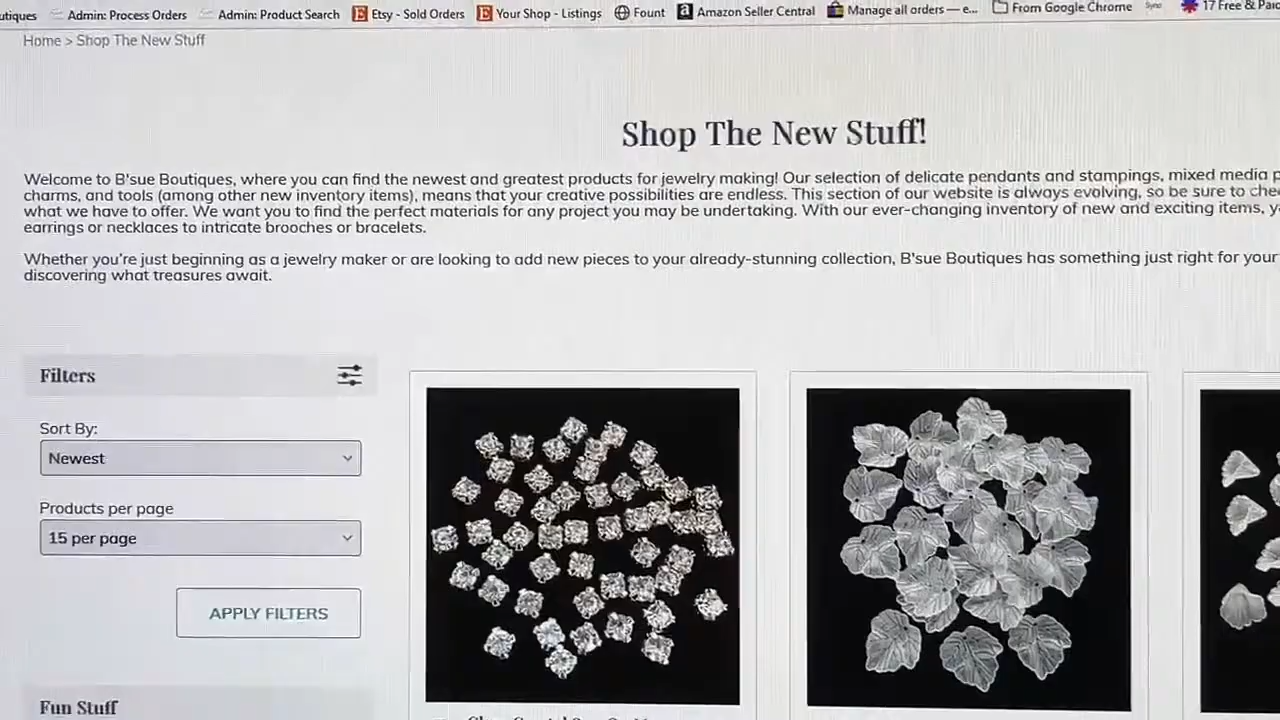 utiques Admin: Process Orders Admin: Product Search Etsy - Sold Orders Your Shop - Listings Fount Amazon Seller Central Manage all orders — e... From Google Chrome 17 Free & Paid
Home > Shop The New Stuff
Shop The New Stuff!
Welcome to B'sue Boutiques, where you can find the newest and greatest products for jewelry making! Our selection of delicate pendants and stampings, mixed media p
charms, and tools (among other new inventory items), means that your creative possibilities are endless. This section of our website is always evolving, so be sure to che
what we have to offer. We want you to find the perfect materials for any project you may be undertaking. With our ever-changing inventory of new and exciting items, y
earrings or necklaces to intricate brooches or bracelets.
Whether you're just beginning as a jewelry maker or are looking to add new pieces to your already-stunning collection, B'sue Boutiques has something just right for your
discovering what treasures await.
Filters
Sort By:
Newest
Products per page
15 per page
APPLY FILTERS
Fun Stuff